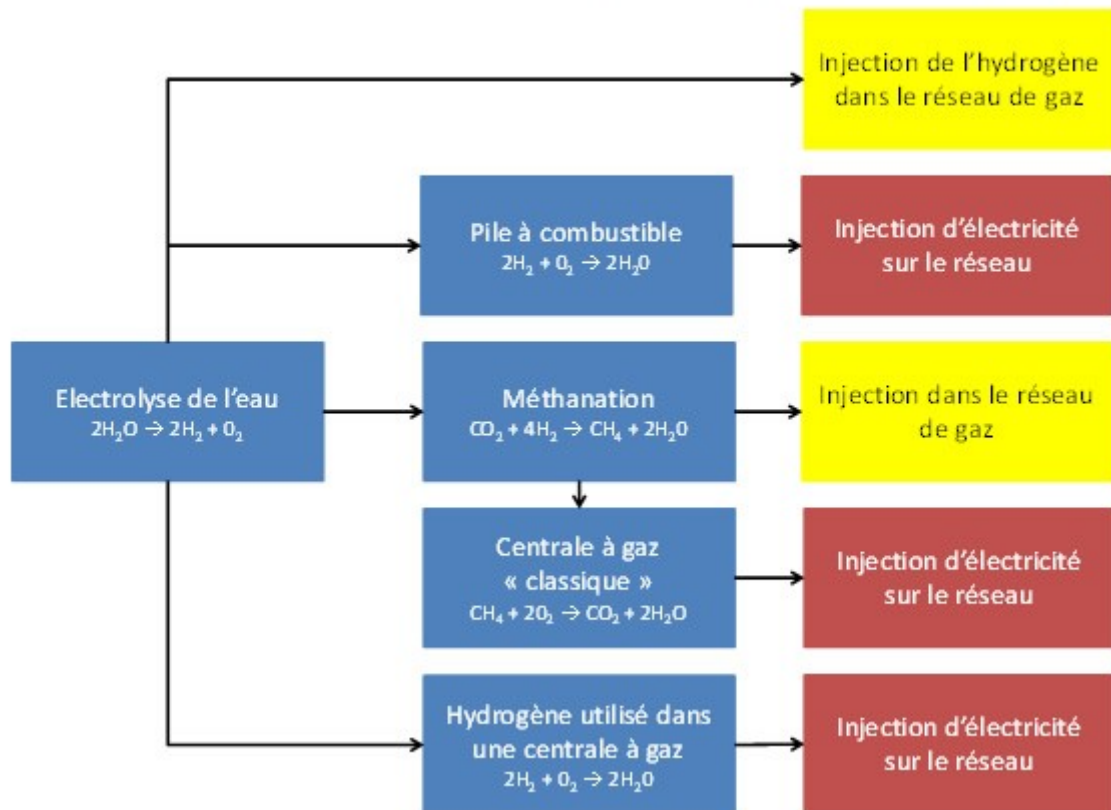 Injection de l'hydrogène
dans le réseau de gaz
Pile à combustible
2H₂ + O₂ → 2H₂O
Injection d'électricité
sur le réseau
Electrolyse de l'eau
2H₂O → 2H₂ + O₂
Méthanation
CO₂ + 4H₂ → CH₄ + 2H₂O
Injection dans le réseau
de gaz
Centrale à gaz
« classique »
CH₄ + 2O₂ → CO₂ + 2H₂O
Injection d'électricité
sur le réseau
Hydrogène utilisé dans
une centrale à gaz
2H₂ + O₂ → 2H₂O
Injection d'électricité
sur le réseau